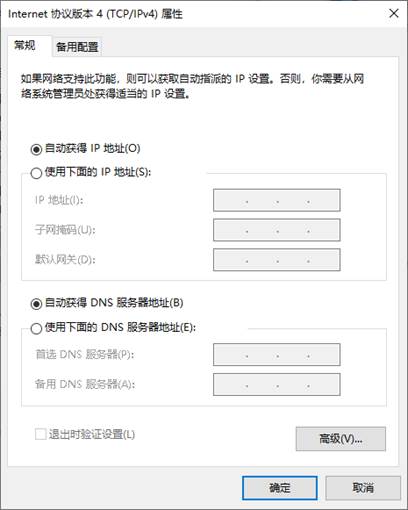 Internet 协议版本 4 (TCP/IPv4) 属性
常规 备用配置
如果网络支持此功能，则可以获取自动指派的 IP 设置。否则，你需要从网
络系统管理员处获得适当的 IP 设置。
自动获得 IP 地址(O)
使用下面的 IP 地址(S):
IP 地址(I):
子网掩码(U):
默认网关(D):
自动获得 DNS 服务器地址(B)
使用下面的 DNS 服务器地址(E):
首选 DNS 服务器(P):
备用 DNS 服务器(A):
退出时验证设置(L)
高级(V)...
确定 取消